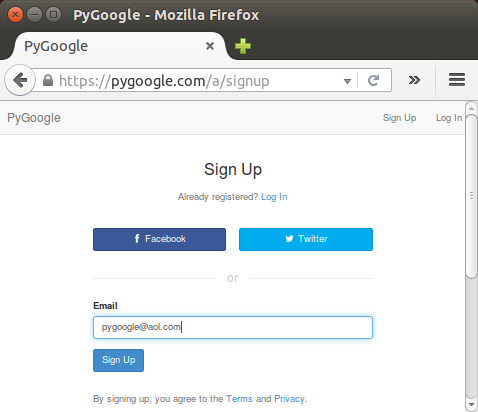 PyGoogle - Mozilla Firefox
PyGoogle
https://pygoogle.com/a/signup
PyGoogle Sign Up Log In
Sign Up
Already registered? Log In
Facebook Twitter
or
Email
pygoogle@aol.com
Sign Up
By signing up, you agree to the Terms and Privacy.